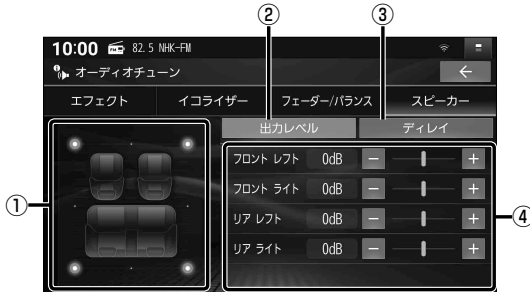 ② ③
10:00 82.5 NHK-FM
オーディオチューン
エフェクト イコライザー フェーダー/バランス スピーカー
出力レベル ディレイ
フロント レフト 0dB − +
フロント ライト 0dB − +
① ④
リア レフト 0dB − +
リア ライト 0dB − +